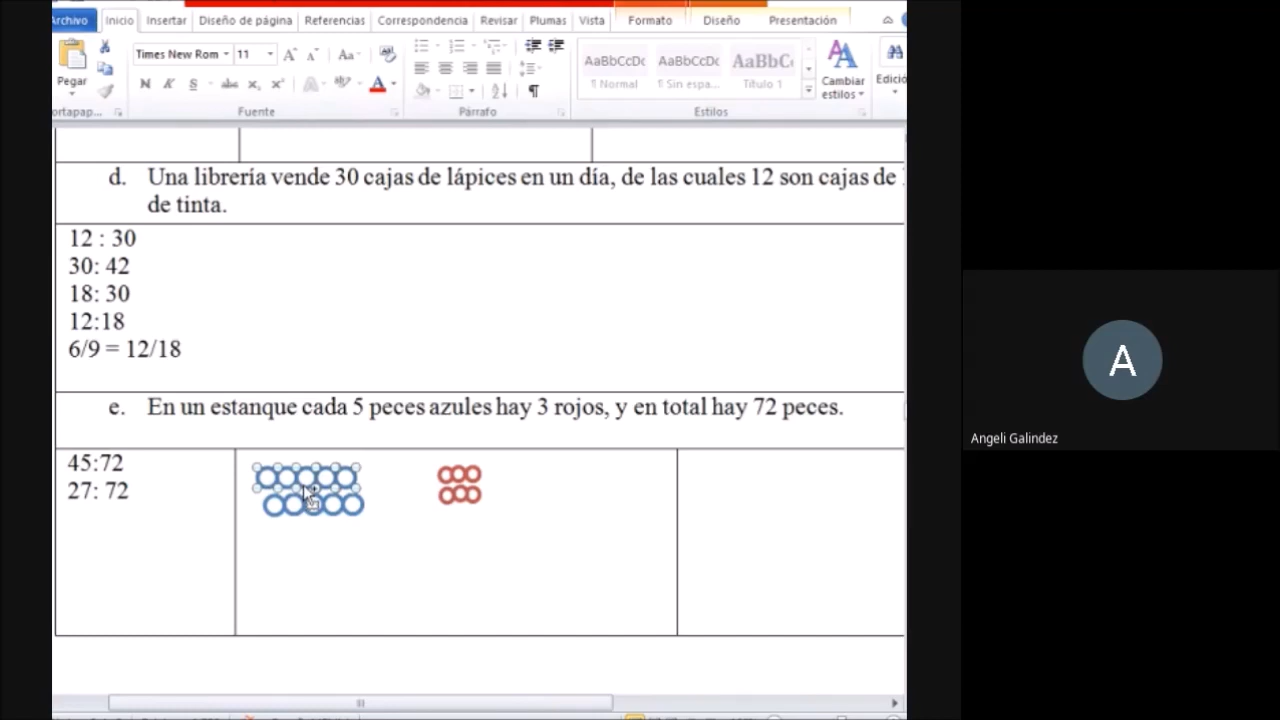 Archivo Inicio Insertar Diseño de página Referencias Correspondencia Revisar Plumas Vista Formato Diseño Presentación
Times New Rom 11
Pegar
Cambiar estilos
AaBbCcDc AaBbCcDc AaBbC
¶ Normal ¶ Sin espa... Título 1
ortapap... Fuente Párrafo Estilos
Edició
d. Una librería vende 30 cajas de lápices en un día, de las cuales 12 son cajas de
de tinta.
12 : 30
30: 42
18: 30
12:18
6/9 = 12/18
e. En un estanque cada 5 peces azules hay 3 rojos, y en total hay 72 peces.
45:72
27: 72
A
Angeli Galindez